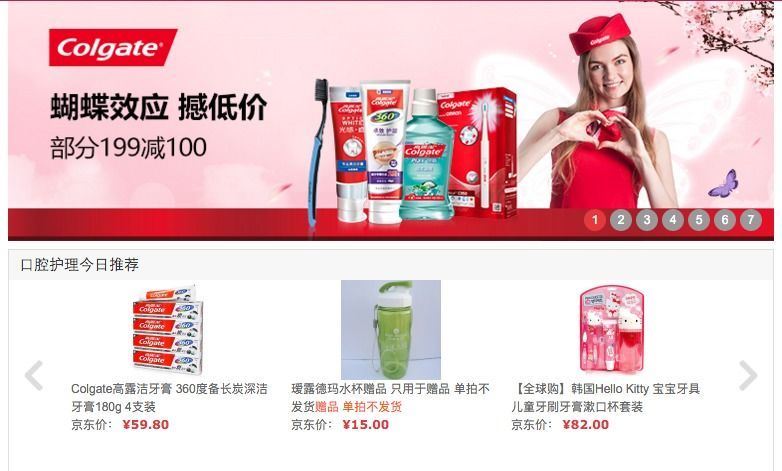 Colgate
蝴蝶效应 撼低价
部分199减100
Colgate
Colgate
360°
Colgate
Colgate
Colgate
1 2 3 4 5 6 7
口腔护理今日推荐
Colgate高露洁牙膏 360度备长炭深洁
牙膏180g 4支装
京东价： ¥59.80
瑷露德玛水杯赠品 只用于赠品 单拍不
发货赠品 单拍不发货
京东价： ¥15.00
【全球购】韩国Hello Kitty 宝宝牙具
儿童牙刷牙膏漱口杯套装
京东价： ¥82.00